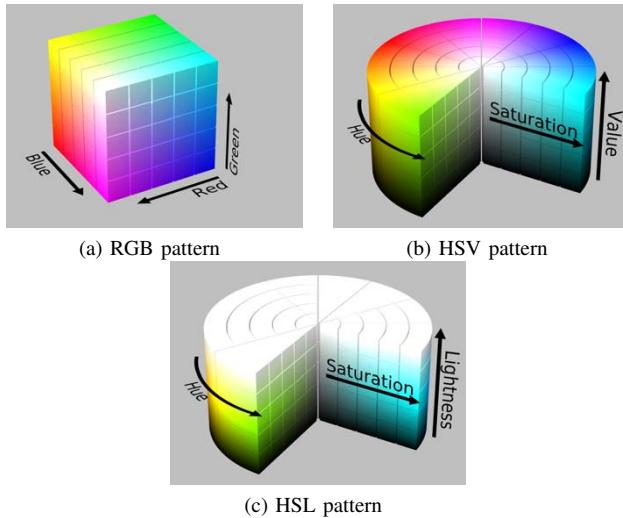 Blue
Red
Green
(a) RGB pattern
Hue
Saturation
Value
(b) HSV pattern
Hue
Saturation
Lightness
(c) HSL pattern